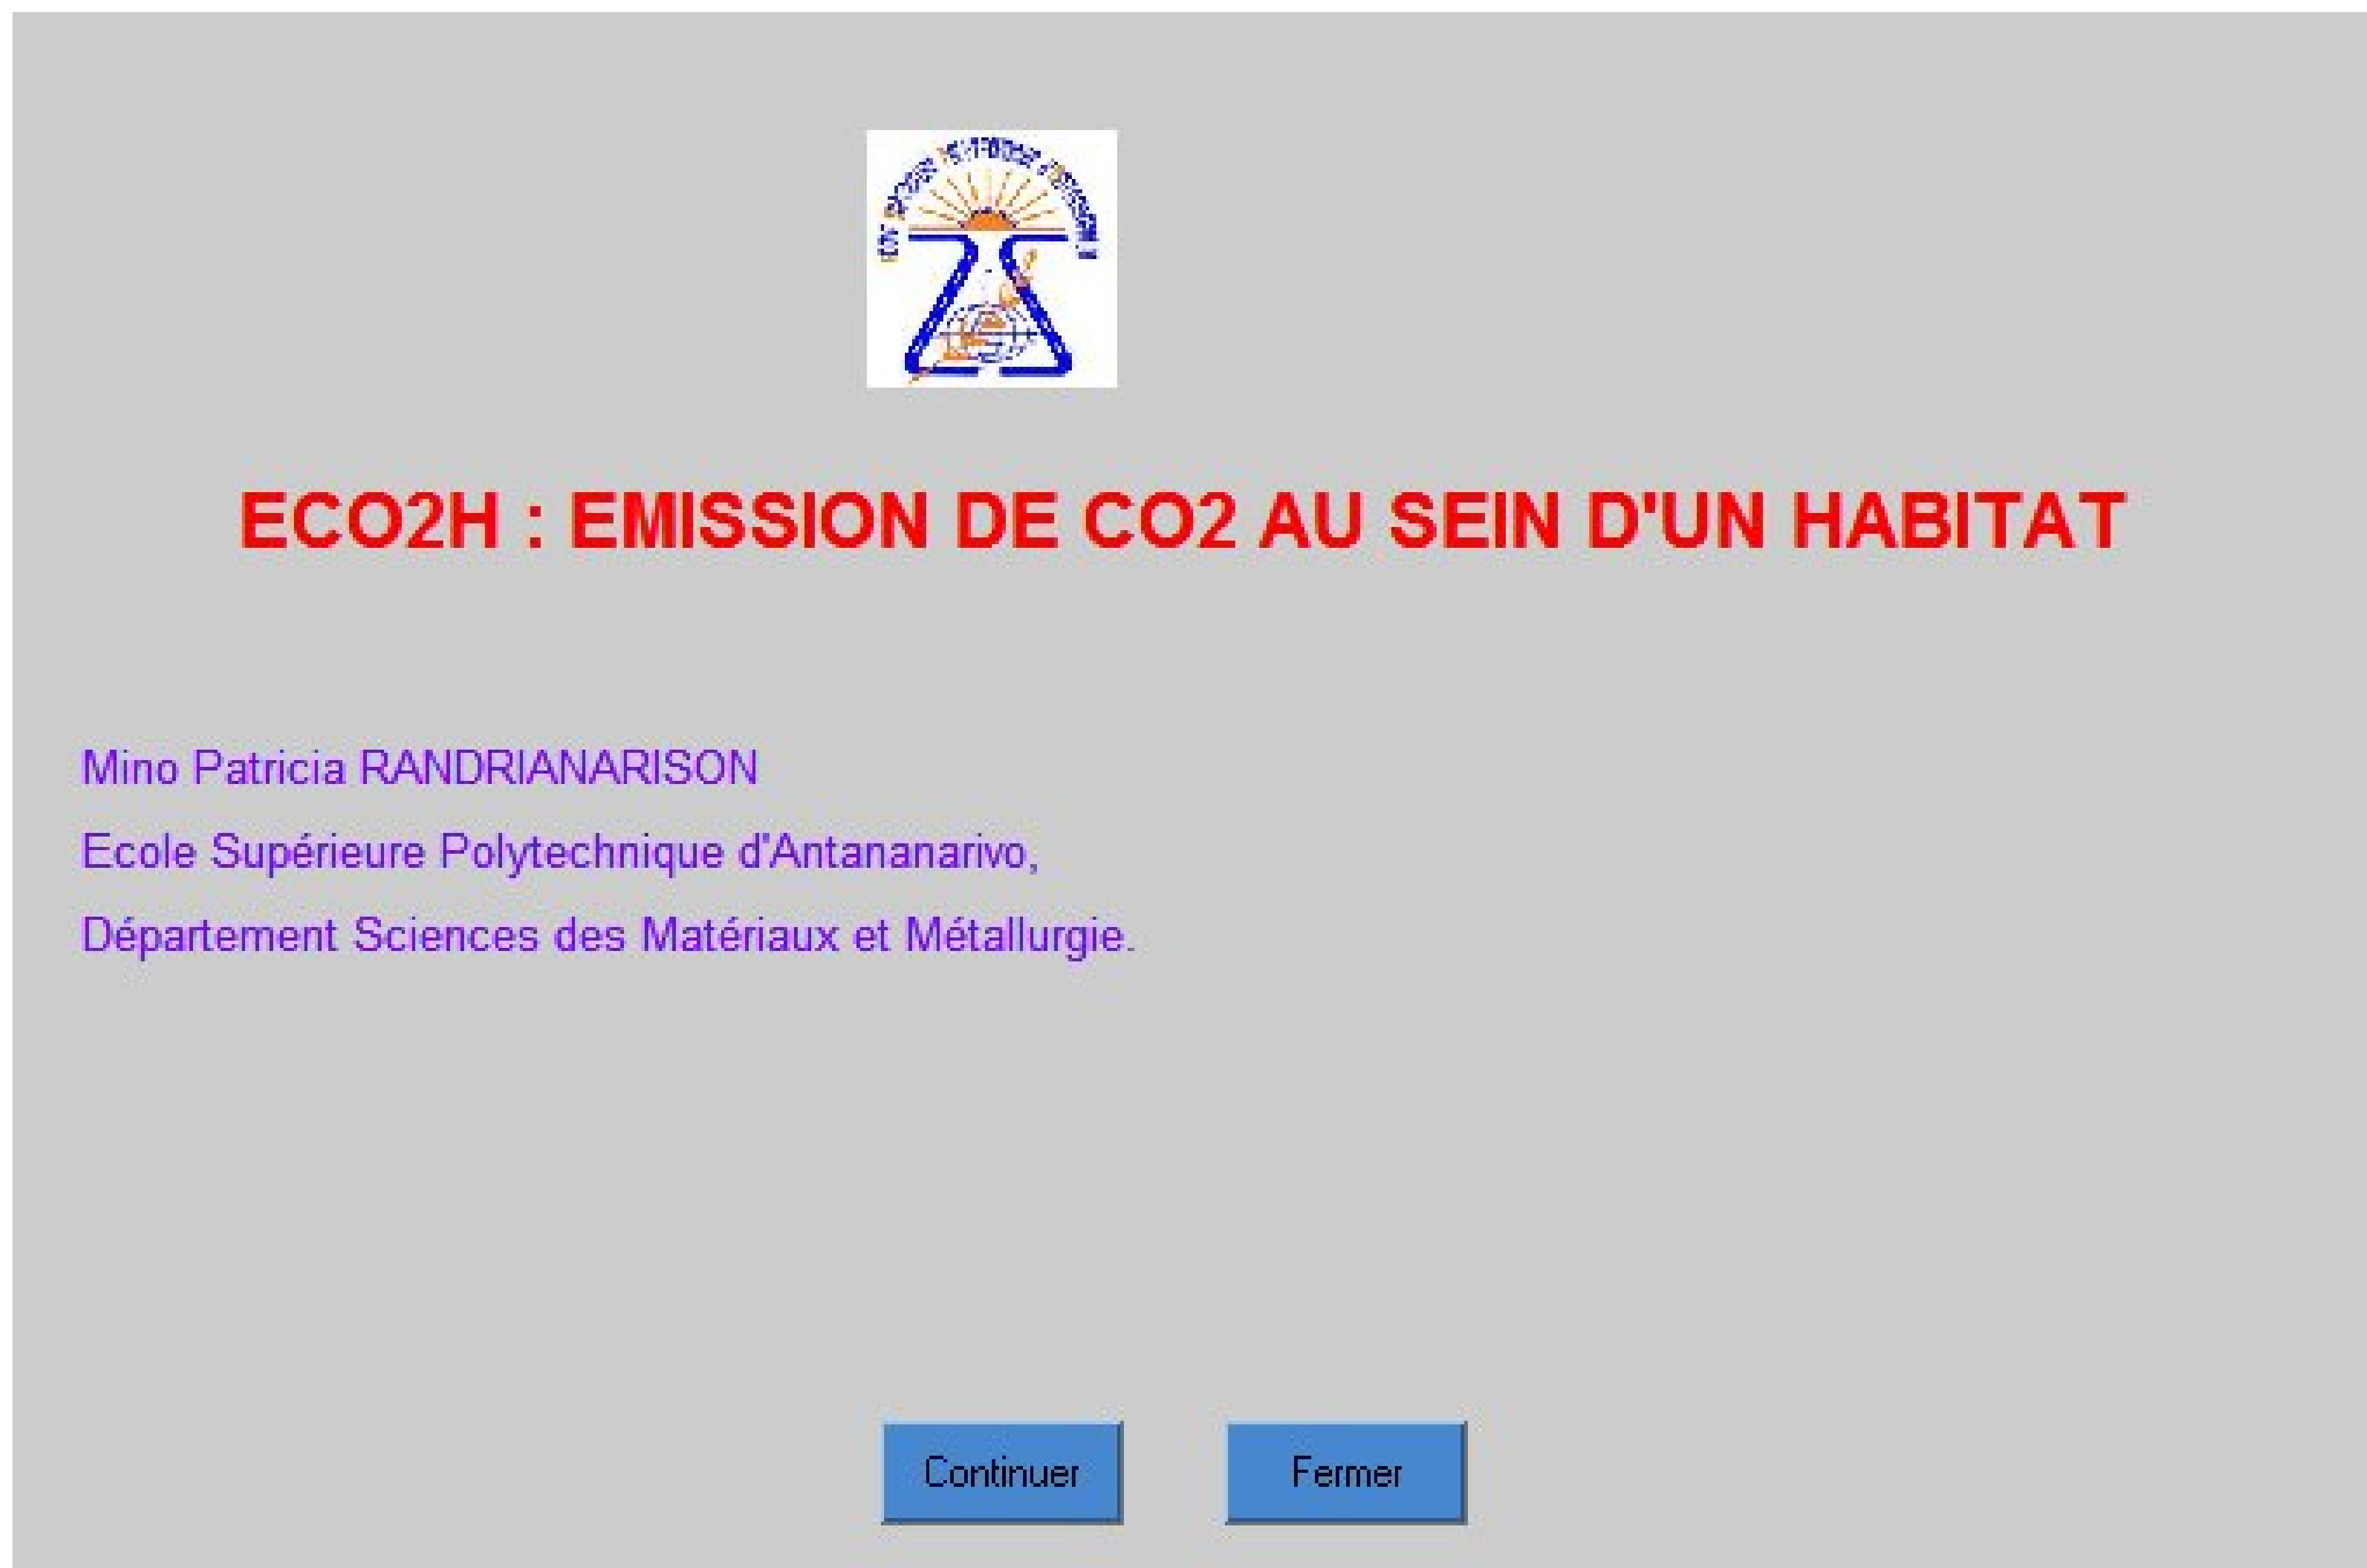 ECO2H : EMISSION DE CO2 AU SEIN D'UN HABITAT
Mino Patricia RANDRIANARISON
Ecole Supérieure Polytechnique d'Antananarivo,
Département Sciences des Matériaux et Métallurgie.
Continuer
Fermer